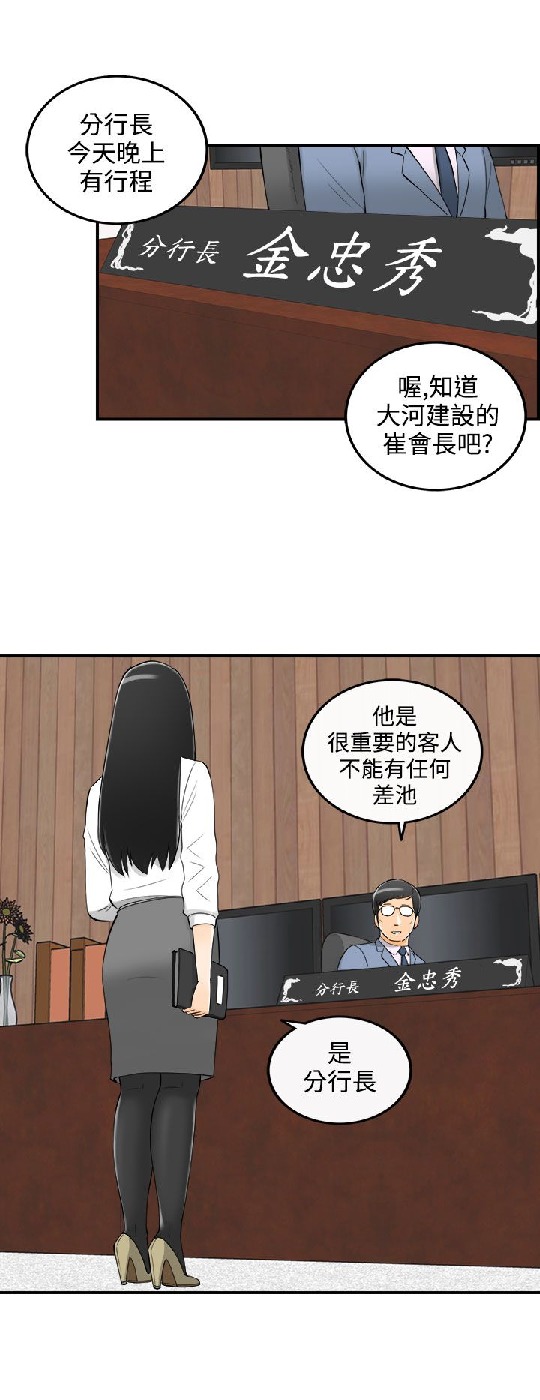 分行長
今天晚上
有行程
分行長 金忠秀
喔,知道
大河建設的
崔會長吧?
他是
很重要的客人
不能有任何
差池
分行長 金忠秀
是
分行長